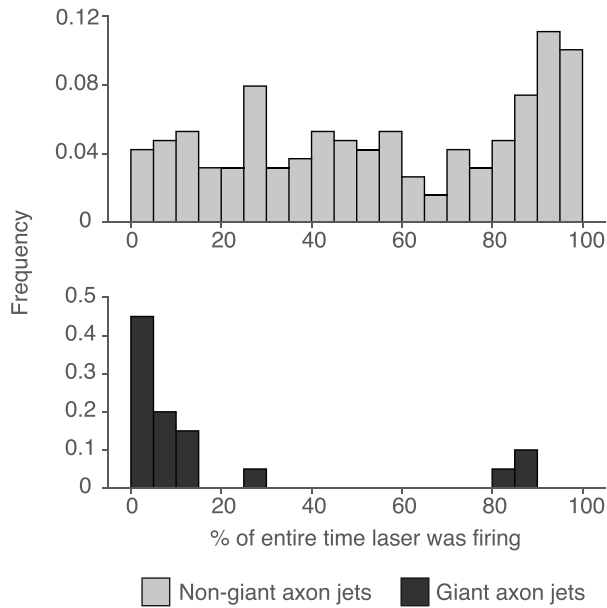 0.12
0.08
0.04
0
0 20 40 60 80 100
Frequency
0.5
0.4
0.3
0.2
0.1
0
0 20 40 60 80 100
% of entire time laser was firing
Non-giant axon jets Giant axon jets